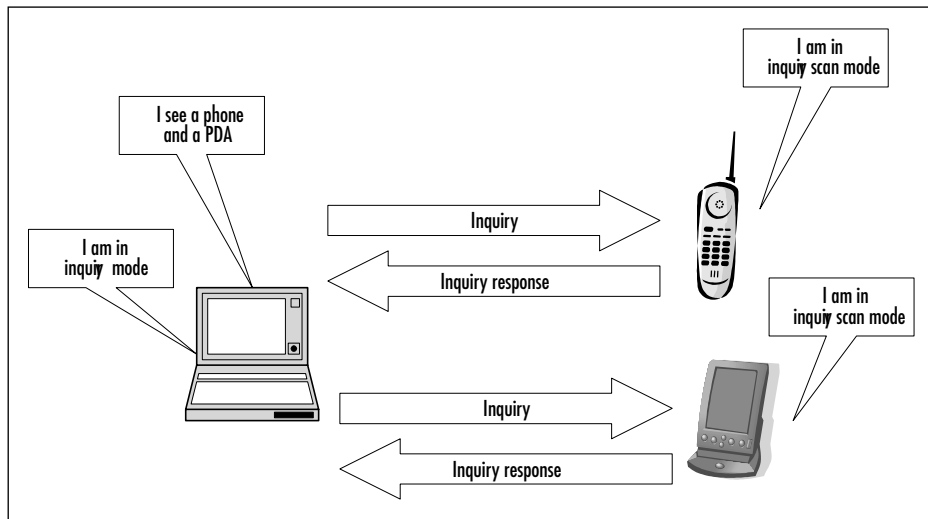 I am in
inquiry scan mode
I see a phone
and a PDA
Inquiry
I am in
inquiry mode
Inquiry response
I am in
inquiry scan mode
Inquiry
Inquiry response